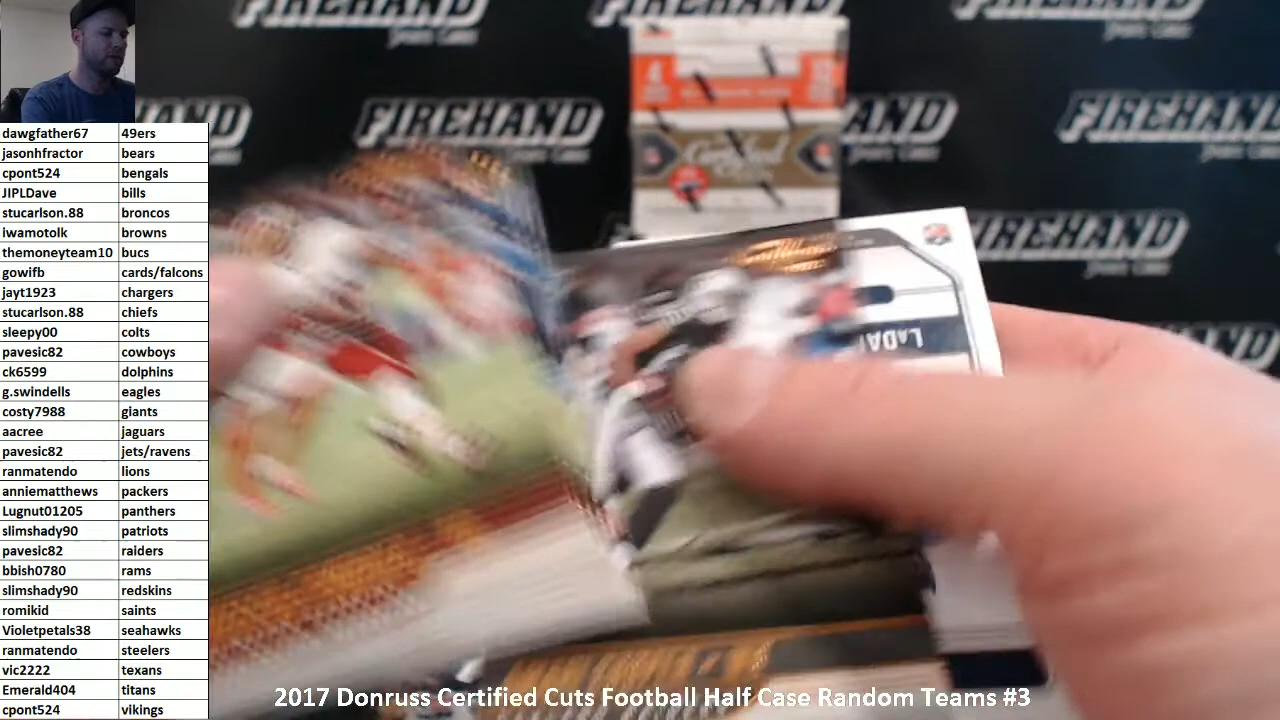 FIREHAND
FIREHAND
FIREHAND
FIREHAND
FIREHAND
FIREHAND
dawgfather67 49ers
jasonhfractor bears
cpont524 bengals
JIPLDave bills
stucarlson.88 broncos
iwamotolk browns
themoneyteam10 bucs
gowifb cards/falcons
jayt1923 chargers
stucarlson.88 chiefs
sleepy00 colts
pavesic82 cowboys
ck6599 dolphins
g.swindells eagles
costy7988 giants
aacree jaguars
pavesic82 jets/ravens
ranmatendo lions
anniematthews packers
Lugnut01205 panthers
slimshady90 patriots
pavesic82 raiders
bbish0780 rams
slimshady90 redskins
romikid saints
Violetpetals38 seahawks
ranmatendo steelers
vic2222 texans
Emerald404 titans
cpont524 vikings
2017 Donruss Certified Cuts Football Half Case Random Teams #3